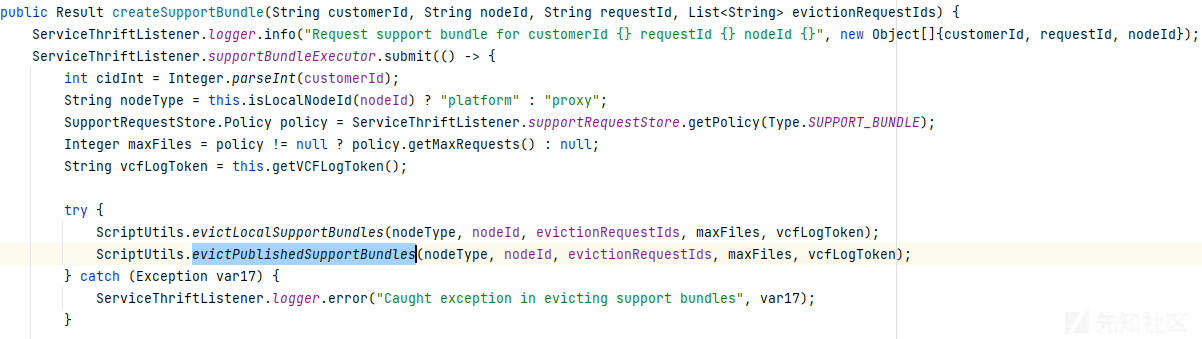 public Result createSupportBundle(String customerId, String nodeId, String requestId, List<String> evictionRequestIds) {
    ServiceThriftListener.logger.info("Request support bundle for customerId {} requestId {} nodeId {}", new Object[]{customerId, requestId, nodeId});
    ServiceThriftListener.supportBundleExecutor.submit(() -> {
        int cidInt = Integer.parseInt(customerId);
        String nodeType = this.isLocalNodeId(nodeId) ? "platform" : "proxy";
        SupportRequestStore.Policy policy = ServiceThriftListener.supportRequestStore.getPolicy(Type.SUPPORT_BUNDLE);
        Integer maxFiles = policy != null ? policy.getMaxRequests() : null;
        String vcfLogToken = this.getVCFLogToken();
        try {
            ScriptUtils.evictLocalSupportBundles(nodeType, nodeId, evictionRequestIds, maxFiles, vcfLogToken);
            ScriptUtils.evictPublishedSupportBundles(nodeType, nodeId, evictionRequestIds, maxFiles, vcfLogToken);
        } catch (Exception var17) {
            ServiceThriftListener.logger.error("Caught exception in evicting support bundles", var17);
        }
先知社区